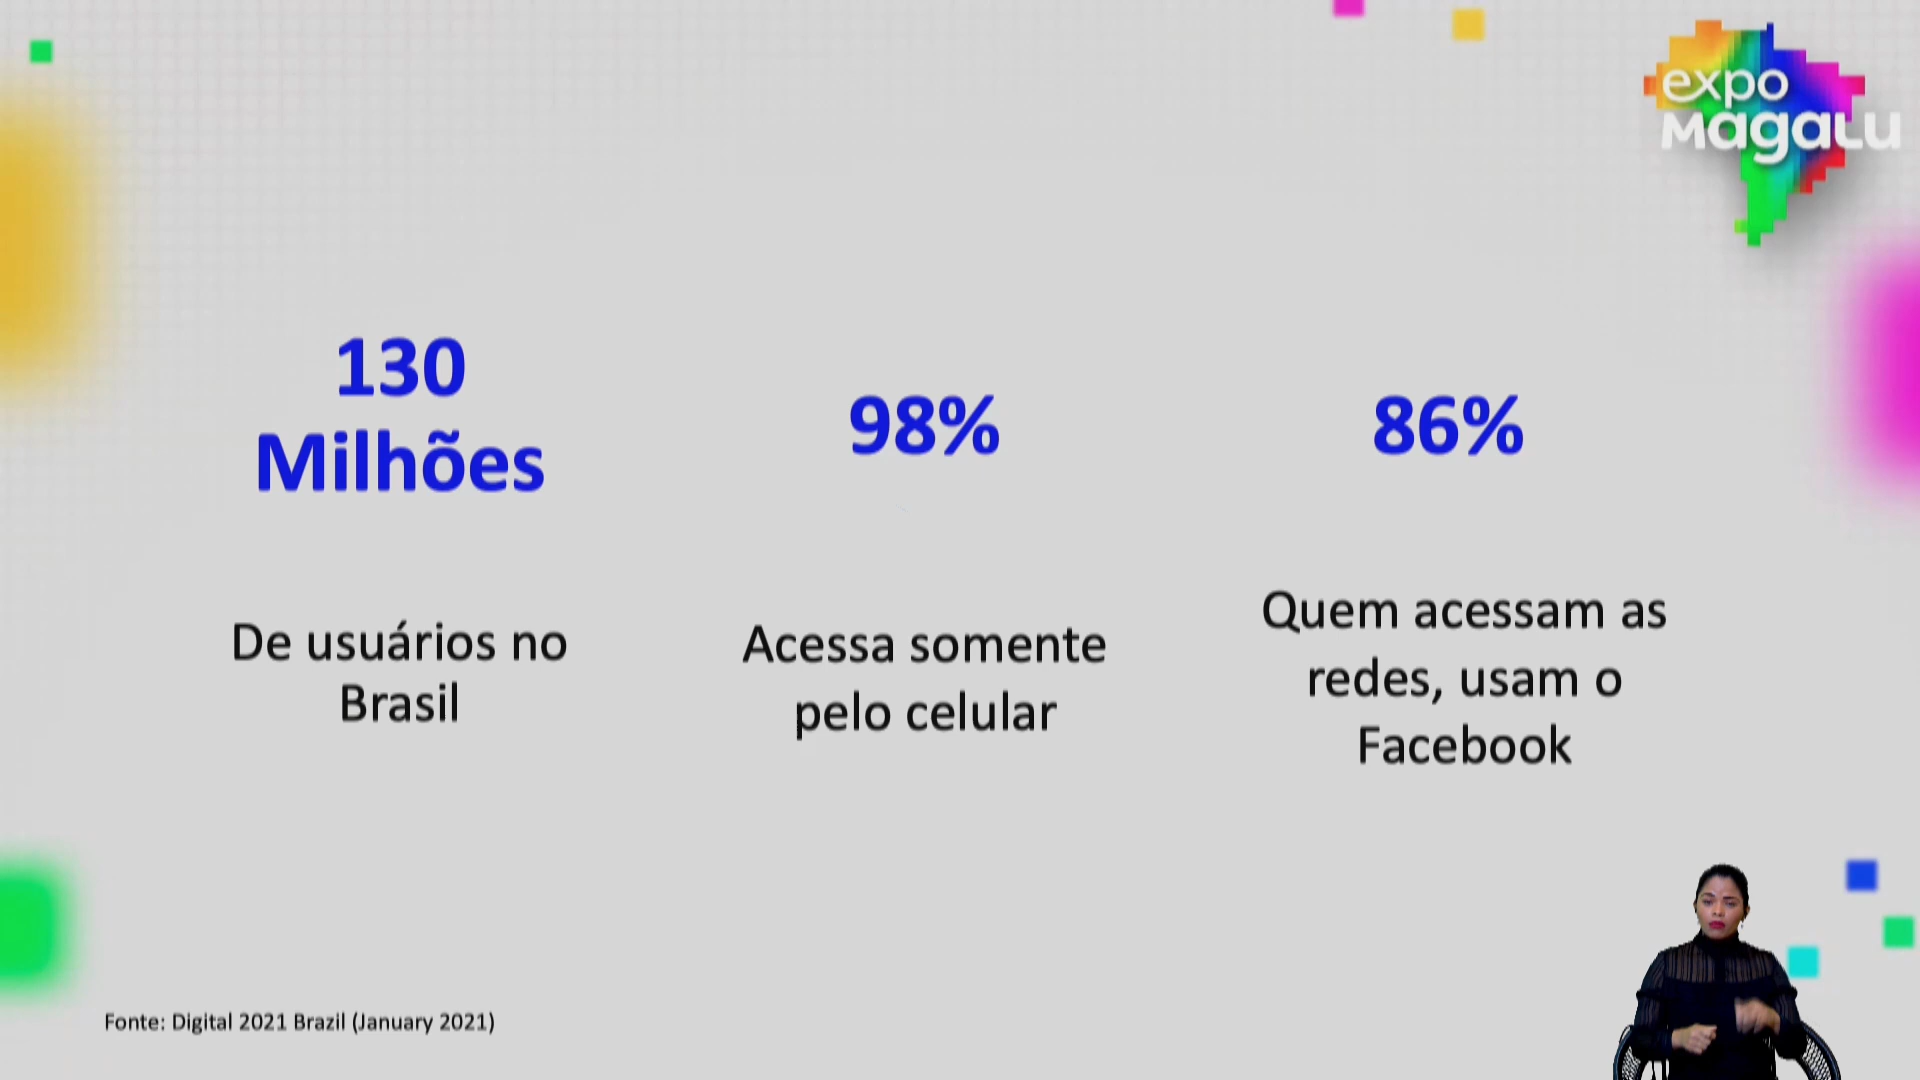 expo
magalu
130
Milhões
De usuários no
Brasil
98%
Acessa somente
pelo celular
86%
Quem acessam as
redes, usam o
Facebook
Fonte: Digital 2021 Brazil (January 2021)